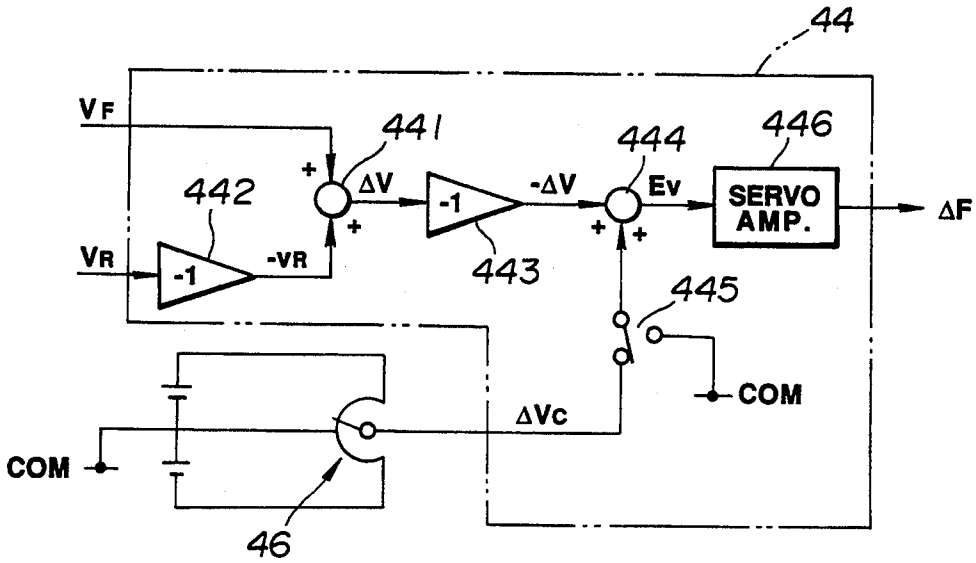 44
VF
441
444
446
442
ΔV
-1
-ΔV
EV
SERVO
AMP.
ΔF
+
+
+
+
VR
-1
-VR
443
445
COM
ΔVC
COM
46